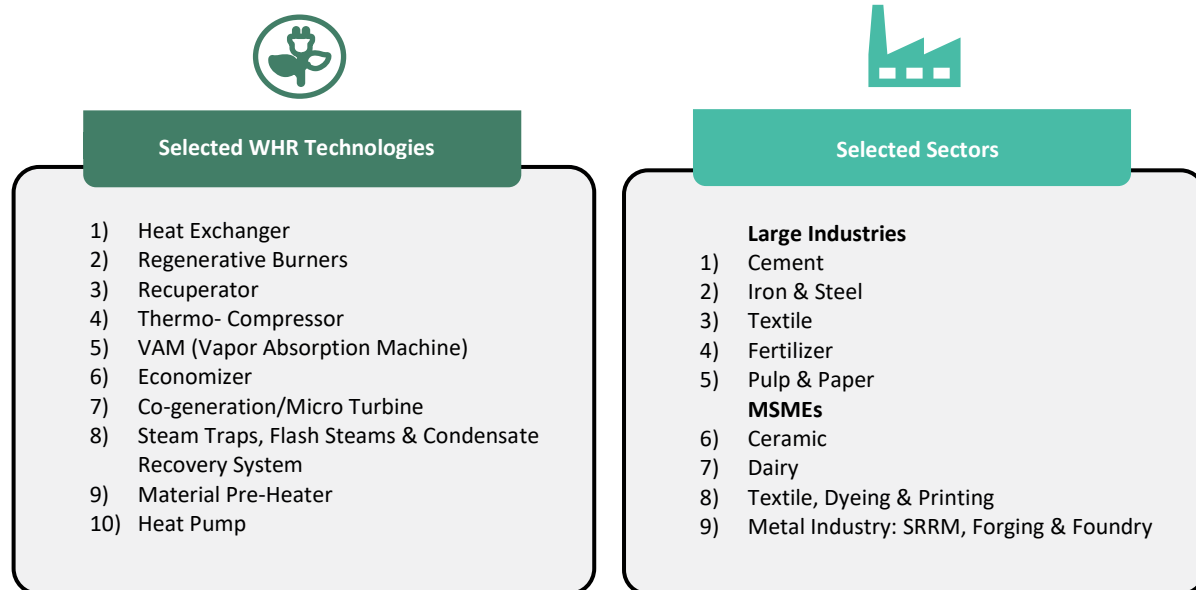 Selected WHR Technologies
1) Heat Exchanger
2) Regenerative Burners
3) Recuperator
4) Thermo- Compressor
5) VAM (Vapor Absorption Machine)
6) Economizer
7) Co-generation/Micro Turbine
8) Steam Traps, Flash Steams & Condensate
Recovery System
9) Material Pre-Heater
10) Heat Pump
Selected Sectors
Large Industries
1) Cement
2) Iron & Steel
3) Textile
4) Fertilizer
5) Pulp & Paper
MSMEs
6) Ceramic
7) Dairy
8) Textile, Dyeing & Printing
9) Metal Industry: SRRM, Forging & Foundry